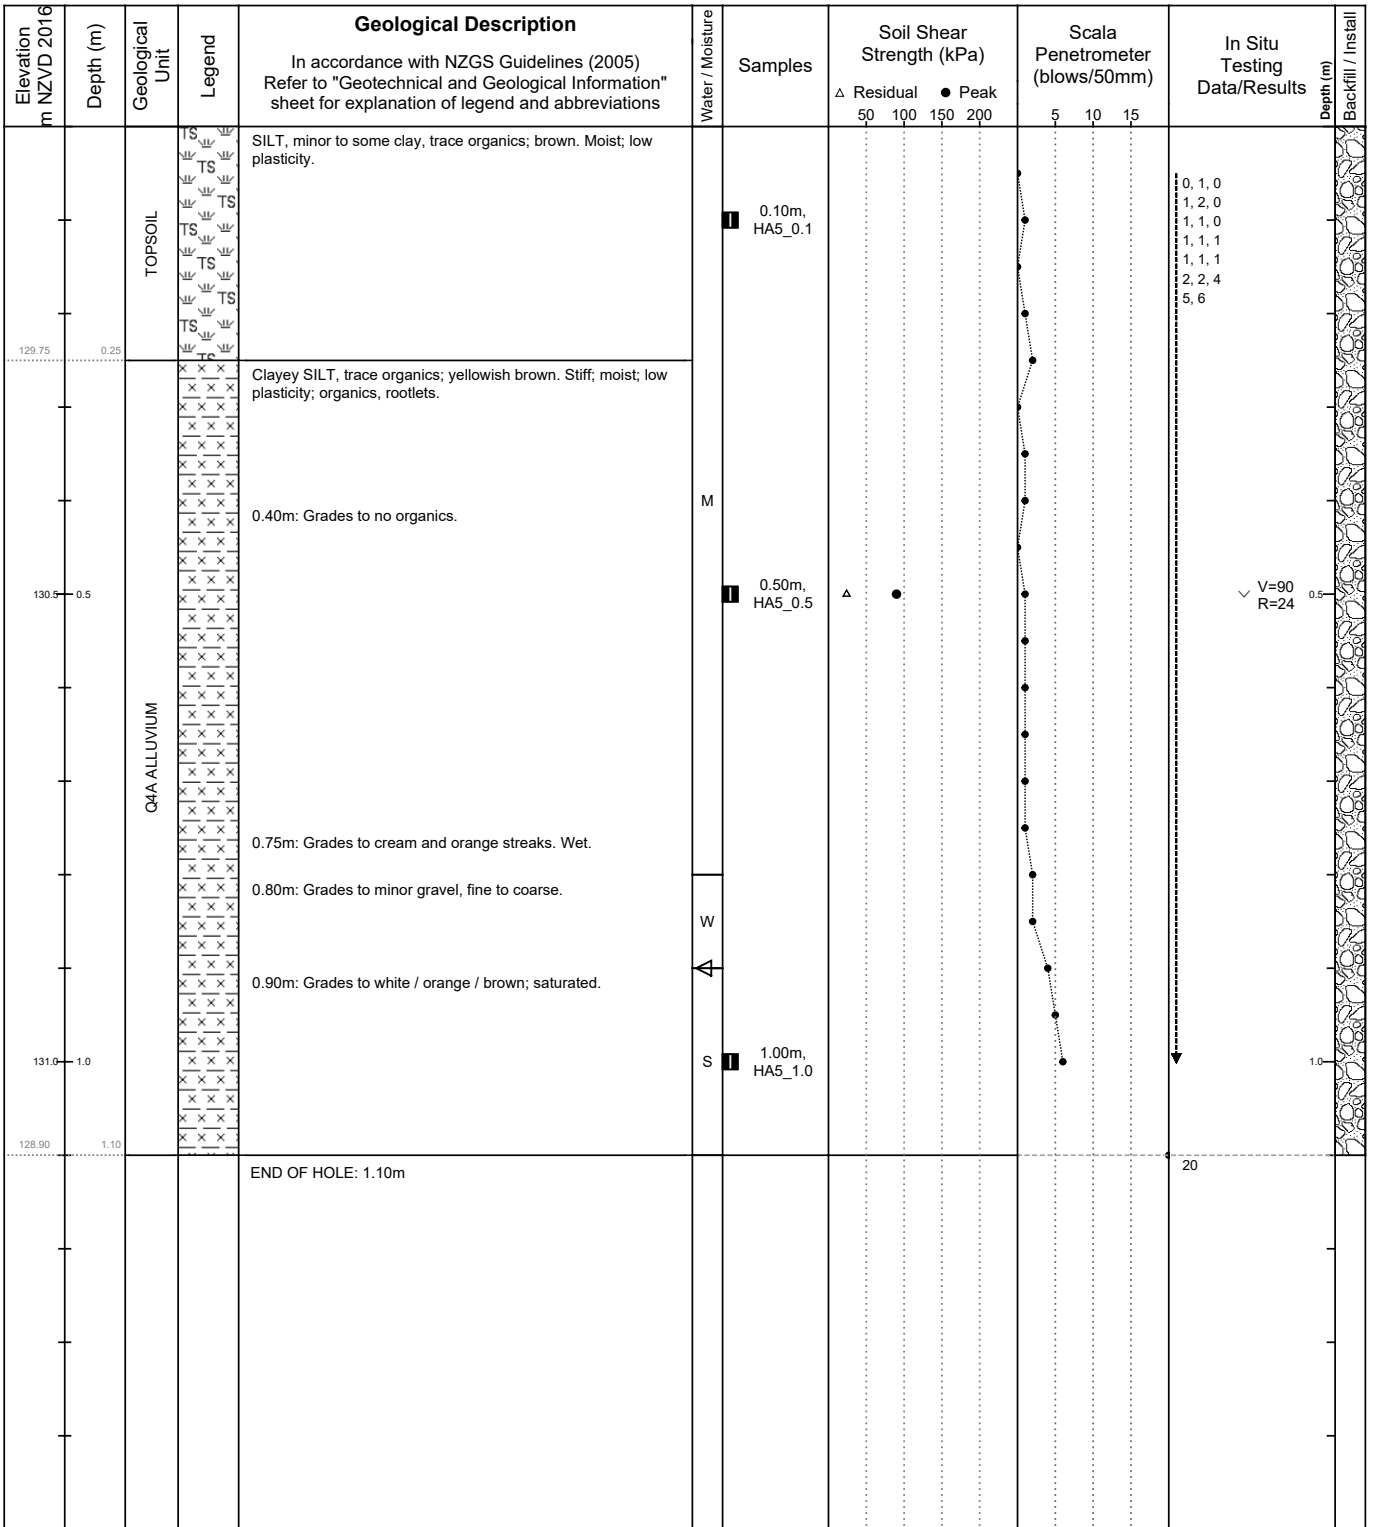 Elevation
m NZVD 2016
Depth (m)
Geological
Unit
Legend
Geological Description
In accordance with NZGS Guidelines (2005)
Refer to "Geotechnical and Geological Information"
sheet for explanation of legend and abbreviations
Water / Moisture
Samples
Soil Shear
Strength (kPa)
Residual Peak
50 100 150 200
Scala
Penetrometer
(blows/50mm)
5 10 15
In Situ
Testing
Data/Results
Depth (m)
Backfill / Install
TOPSOIL
TS
TS
TS
TS
TS
TS
TS
TS
SILT, minor to some clay, trace organics; brown. Moist; low
plasticity.
0.10m,
HA5_0.1
0, 1, 0
1, 2, 0
1, 1, 0
1, 1, 1
1, 1, 1
2, 2, 4
5, 6
129.75 0.25
Q4A ALLUVIUM
Clayey SILT, trace organics; yellowish brown. Stiff; moist; low
plasticity; organics, rootlets.
M
0.40m: Grades to no organics.
130.5 0.5
0.50m,
HA5_0.5
V=90
R=24
0.5
0.75m: Grades to cream and orange streaks. Wet.
0.80m: Grades to minor gravel, fine to coarse.
W
0.90m: Grades to white / orange / brown; saturated.
131.0 1.0
S
1.00m,
HA5_1.0
1.0
128.90 1.10
END OF HOLE: 1.10m
20